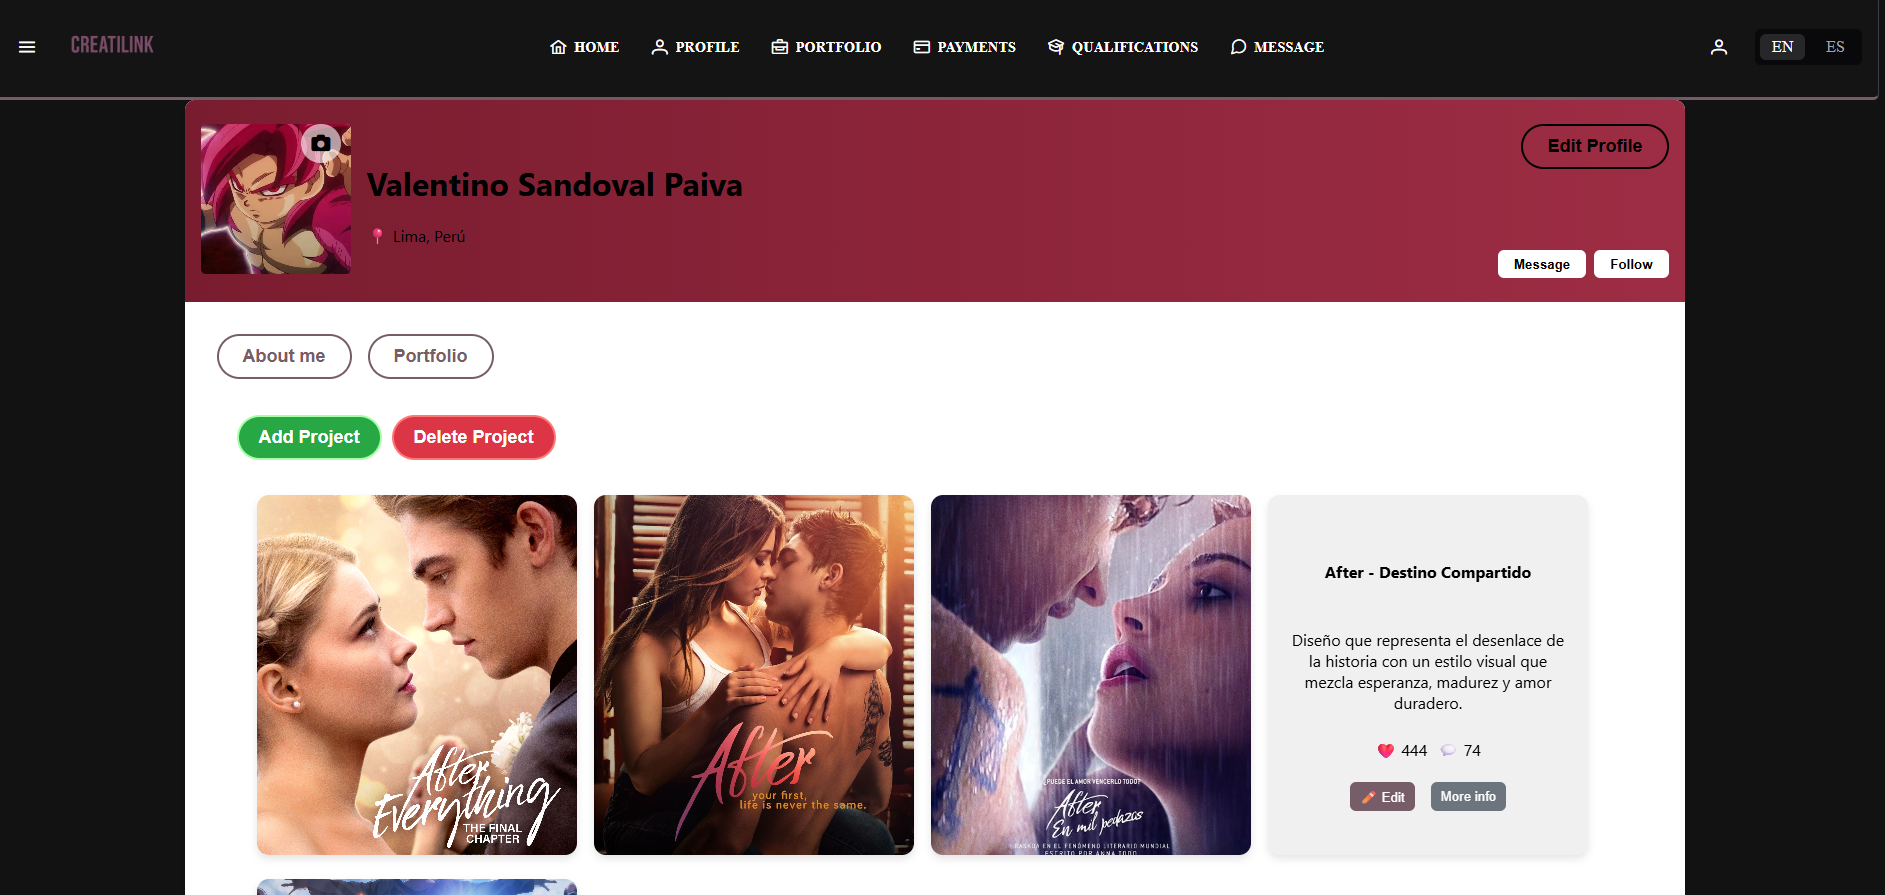 CREATILINK
HOME
PROFILE
PORTFOLIO
PAYMENTS
QUALIFICATIONS
MESSAGE
EN
ES
Valentino Sandoval Paiva
Lima, Perú
Edit Profile
Message
Follow
About me
Portfolio
Add Project
Delete Project
After
Everything
THE FINAL
CHAPTER
After
your first,
life is never the same.
¿PUEDE EL AMOR VENCERLO TODO?
After
En mil pedazos
BASADA EN EL FENÓMENO LITERARIO MUNDIAL
ESCRITO POR ANNA TODD
After - Destino Compartido
Diseño que representa el desenlace de
la historia con un estilo visual que
mezcla esperanza, madurez y amor
duradero.
444
74
Edit
More info